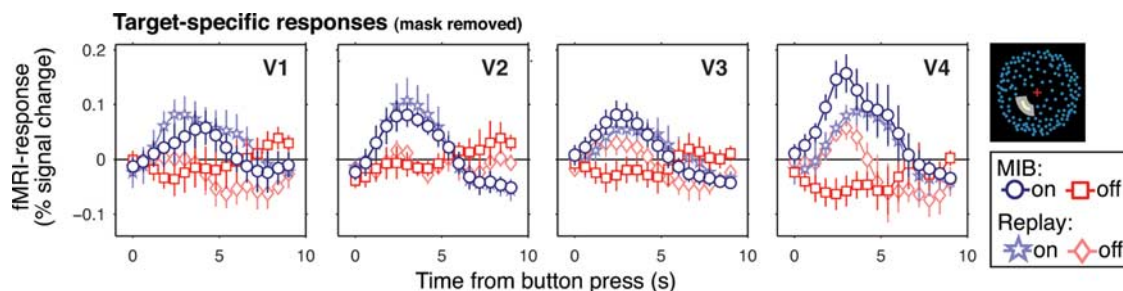 Target-specific responses (mask removed)
fMRI-response
(% signal change)
0.2
0.1
0
−0.1
V1
V2
V3
V4
0 5 10
0 5 10
0 5 10
0 5 10
Time from button press (s)
MIB:
on off
Replay:
on off